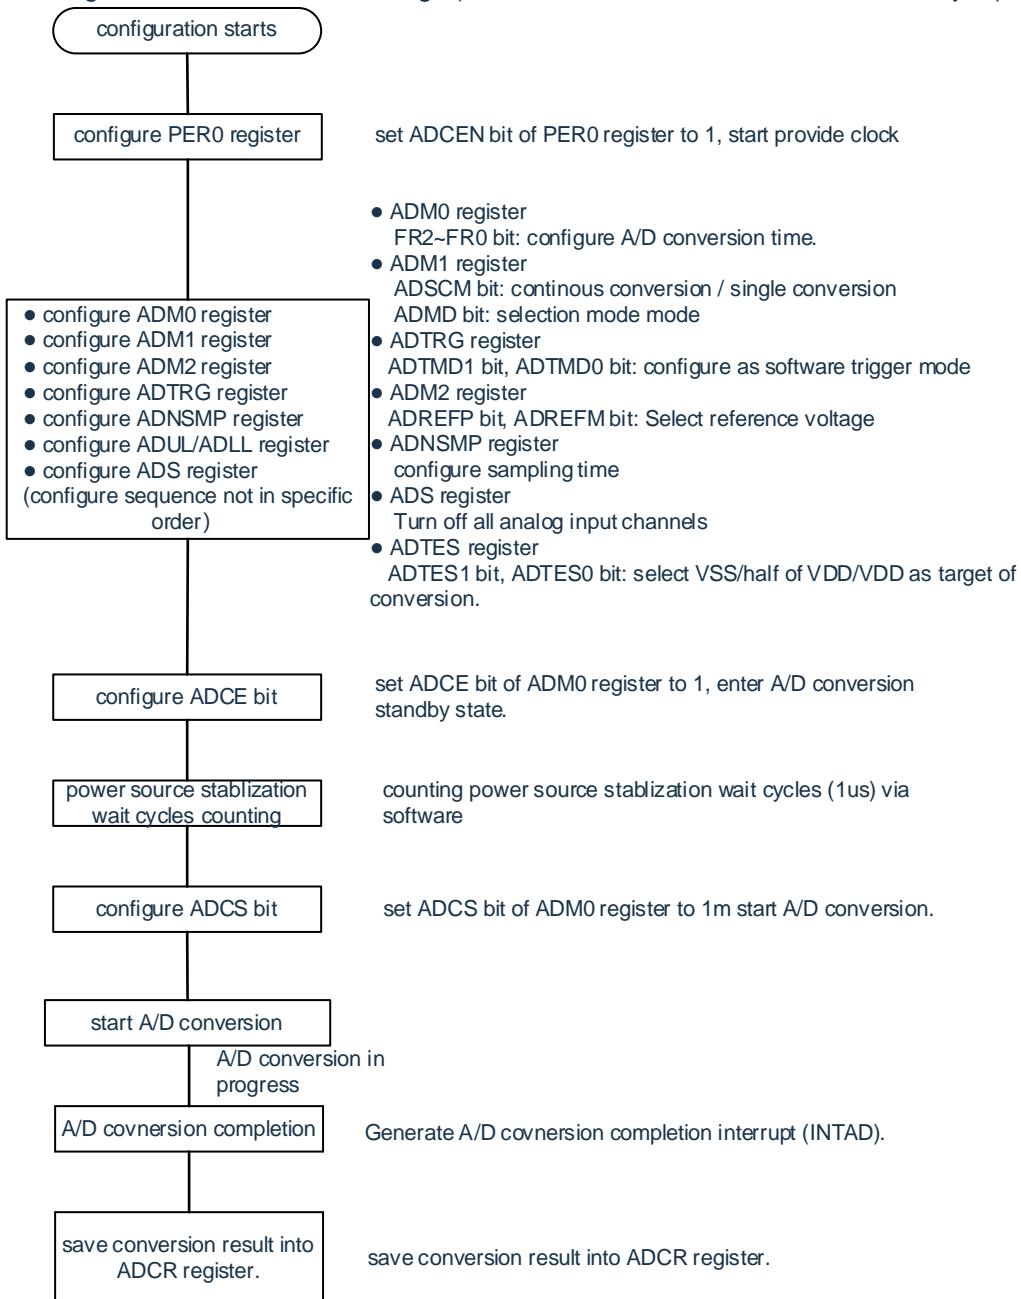 configuration starts
configure PER0 register
set ADCEN bit of PER0 register to 1, start provide clock
● configure ADM0 register
● configure ADM1 register
● configure ADM2 register
● configure ADTRG register
● configure ADNSMP register
● configure ADUL/ADLL register
● configure ADS register
(configure sequence not in specific
order)
● ADM0 register
FR2~FR0 bit: configure A/D conversion time.
● ADM1 register
ADSCM bit: continous conversion / single conversion
ADMD bit: selection mode mode
● ADTRG register
ADTMD1 bit, ADTMD0 bit: configure as software trigger mode
● ADM2 register
ADREFP bit, ADREFM bit: Select reference voltage
● ADNSMP register
configure sampling time
● ADS register
Turn off all analog input channels
● ADTES register
ADTES1 bit, ADTES0 bit: select VSS/half of VDD/VDD as target of
conversion.
configure ADCE bit
set ADCE bit of ADM0 register to 1, enter A/D conversion
standby state.
power source stablization
wait cycles counting
counting power source stablization wait cycles (1us) via
software
configure ADCS bit
set ADCS bit of ADM0 register to 1m start A/D conversion.
start A/D conversion
A/D conversion in
progress
A/D covnersion completion
Generate A/D covnersion completion interrupt (INTAD).
save conversion result into
ADCR register.
save conversion result into ADCR register.